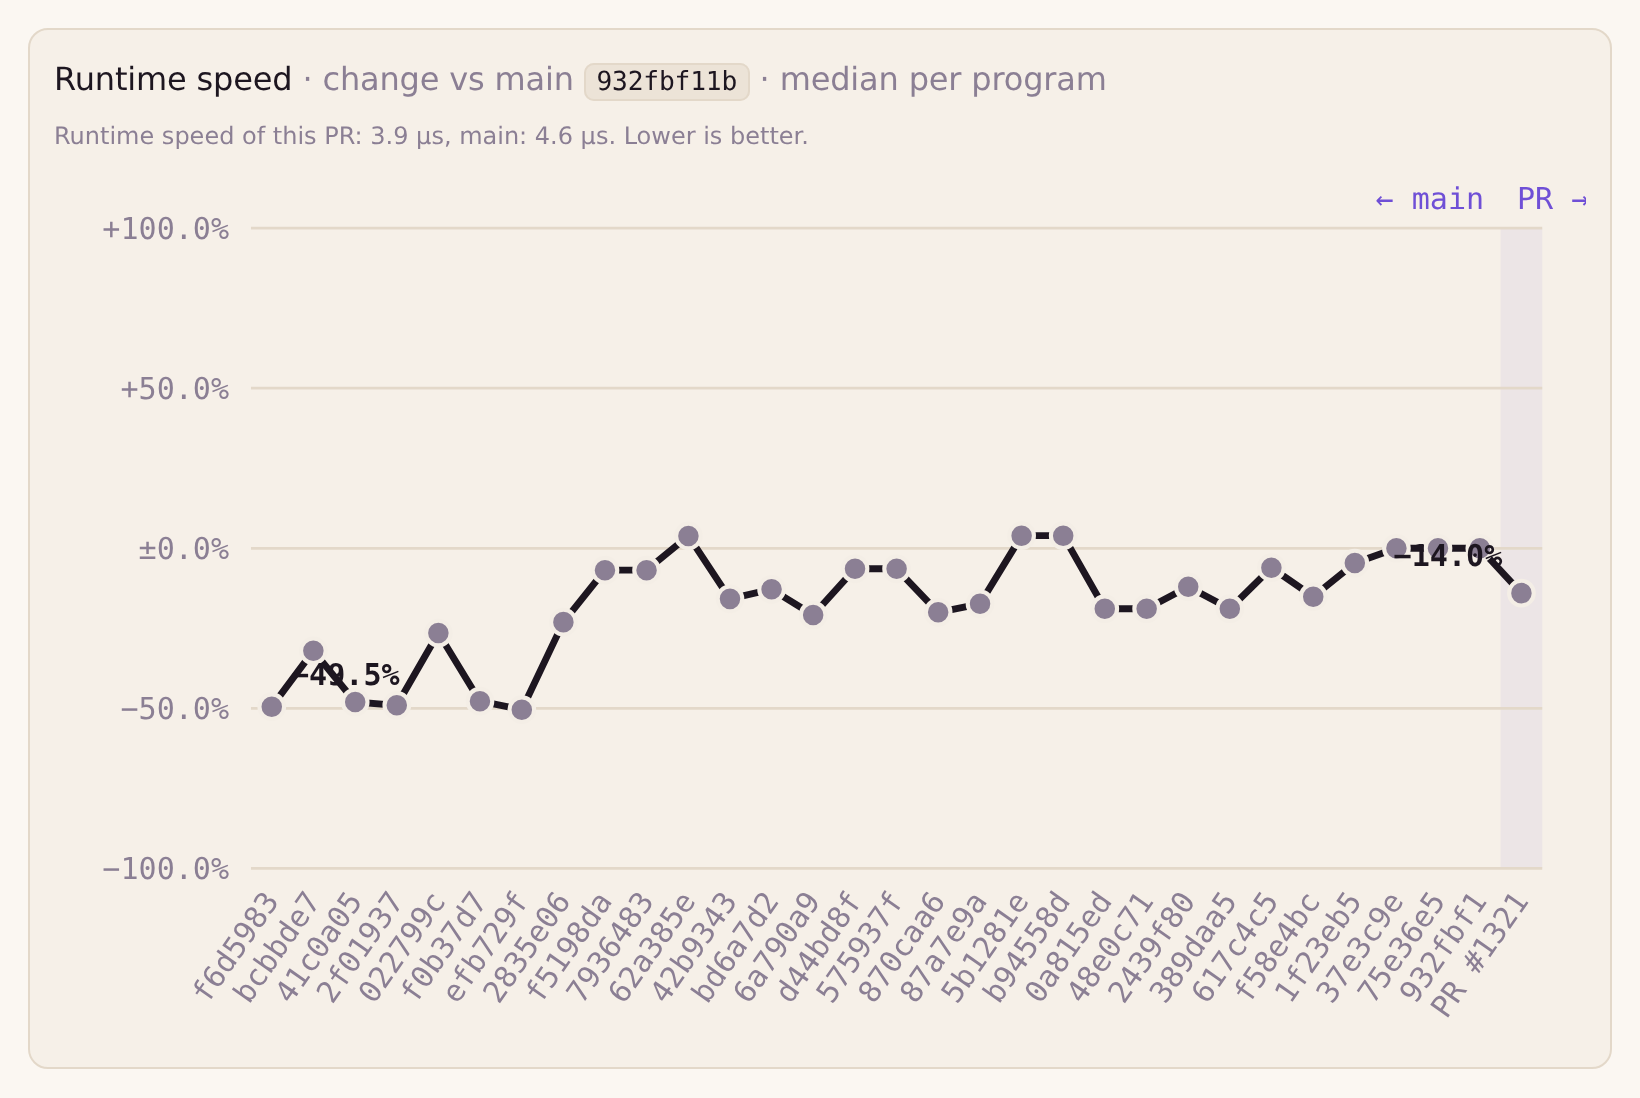 Runtime speed · change vs main 932fbf11b · median per program
Runtime speed of this PR: 3.9 µs, main: 4.6 µs. Lower is better.
← main PR →
+100.0%
+50.0%
±0.0%
−14.0%
−49.5%
−50.0%
−100.0%
f6d5983
bcbbde7
41c0a05
2f01937
022799c
f0b37d7
efb729f
2835e06
f5198da
7936483
62a385e
42b9343
bd6a7d2
6a790a9
d44bd8f
575937f
870caa6
87a7e9a
5b1281e
b94558d
0a815ed
48e0c71
2439f80
389daa5
617c4c5
f58e4bc
1f23eb5
37e3c9e
75e36e5
932fbf1
PR #1321